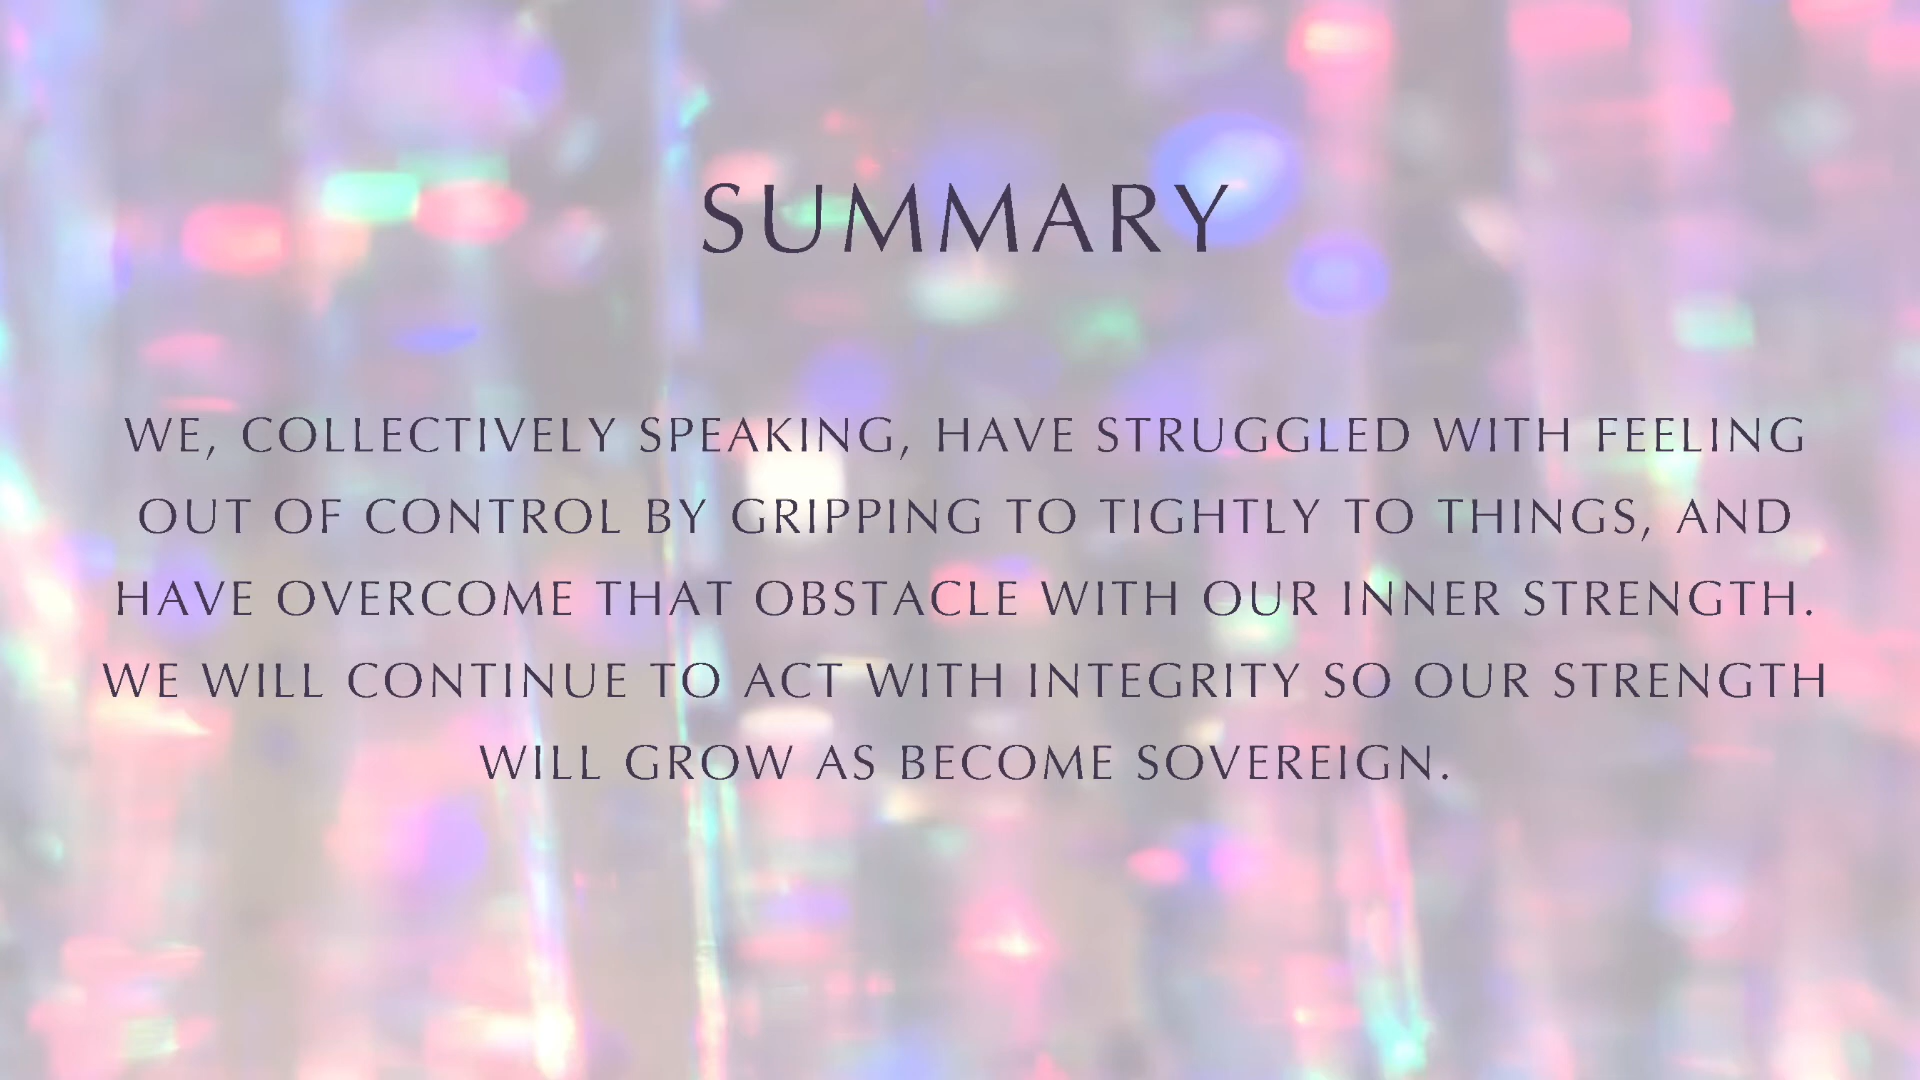 SUMMARY
WE, COLLECTIVELY SPEAKING, HAVE STRUGGLED WITH FEELING
OUT OF CONTROL BY GRIPPING TO TIGHTLY TO THINGS, AND
HAVE OVERCOME THAT OBSTACLE WITH OUR INNER STRENGTH.
WE WILL CONTINUE TO ACT WITH INTEGRITY SO OUR STRENGTH
WILL GROW AS BECOME SOVEREIGN.